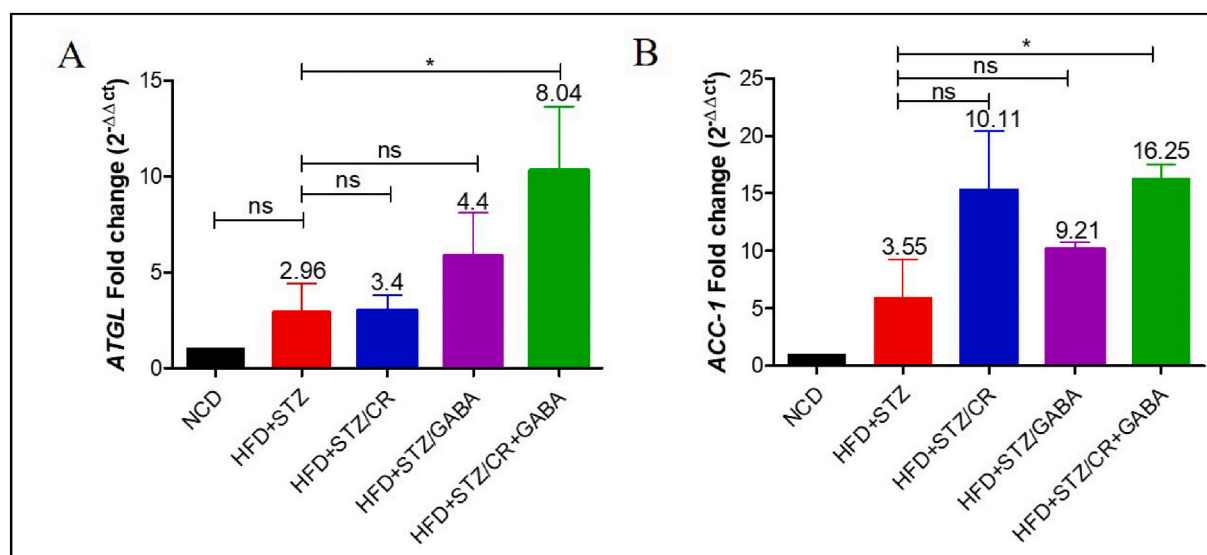 A
ATGL Fold change (2^-ΔΔct)
15
10
5
0
*
ns
ns
ns
2.96
3.4
4.4
8.04
NCD
HFD+STZ
HFD+STZ/CR
HFD+STZ/GABA
HFD+STZ/CR+GABA
B
ACC-1 Fold change (2^-ΔΔct)
25
20
15
10
5
0
*
ns
ns
3.55
10.11
9.21
16.25
NCD
HFD+STZ
HFD+STZ/CR
HFD+STZ/GABA
HFD+STZ/CR+GABA